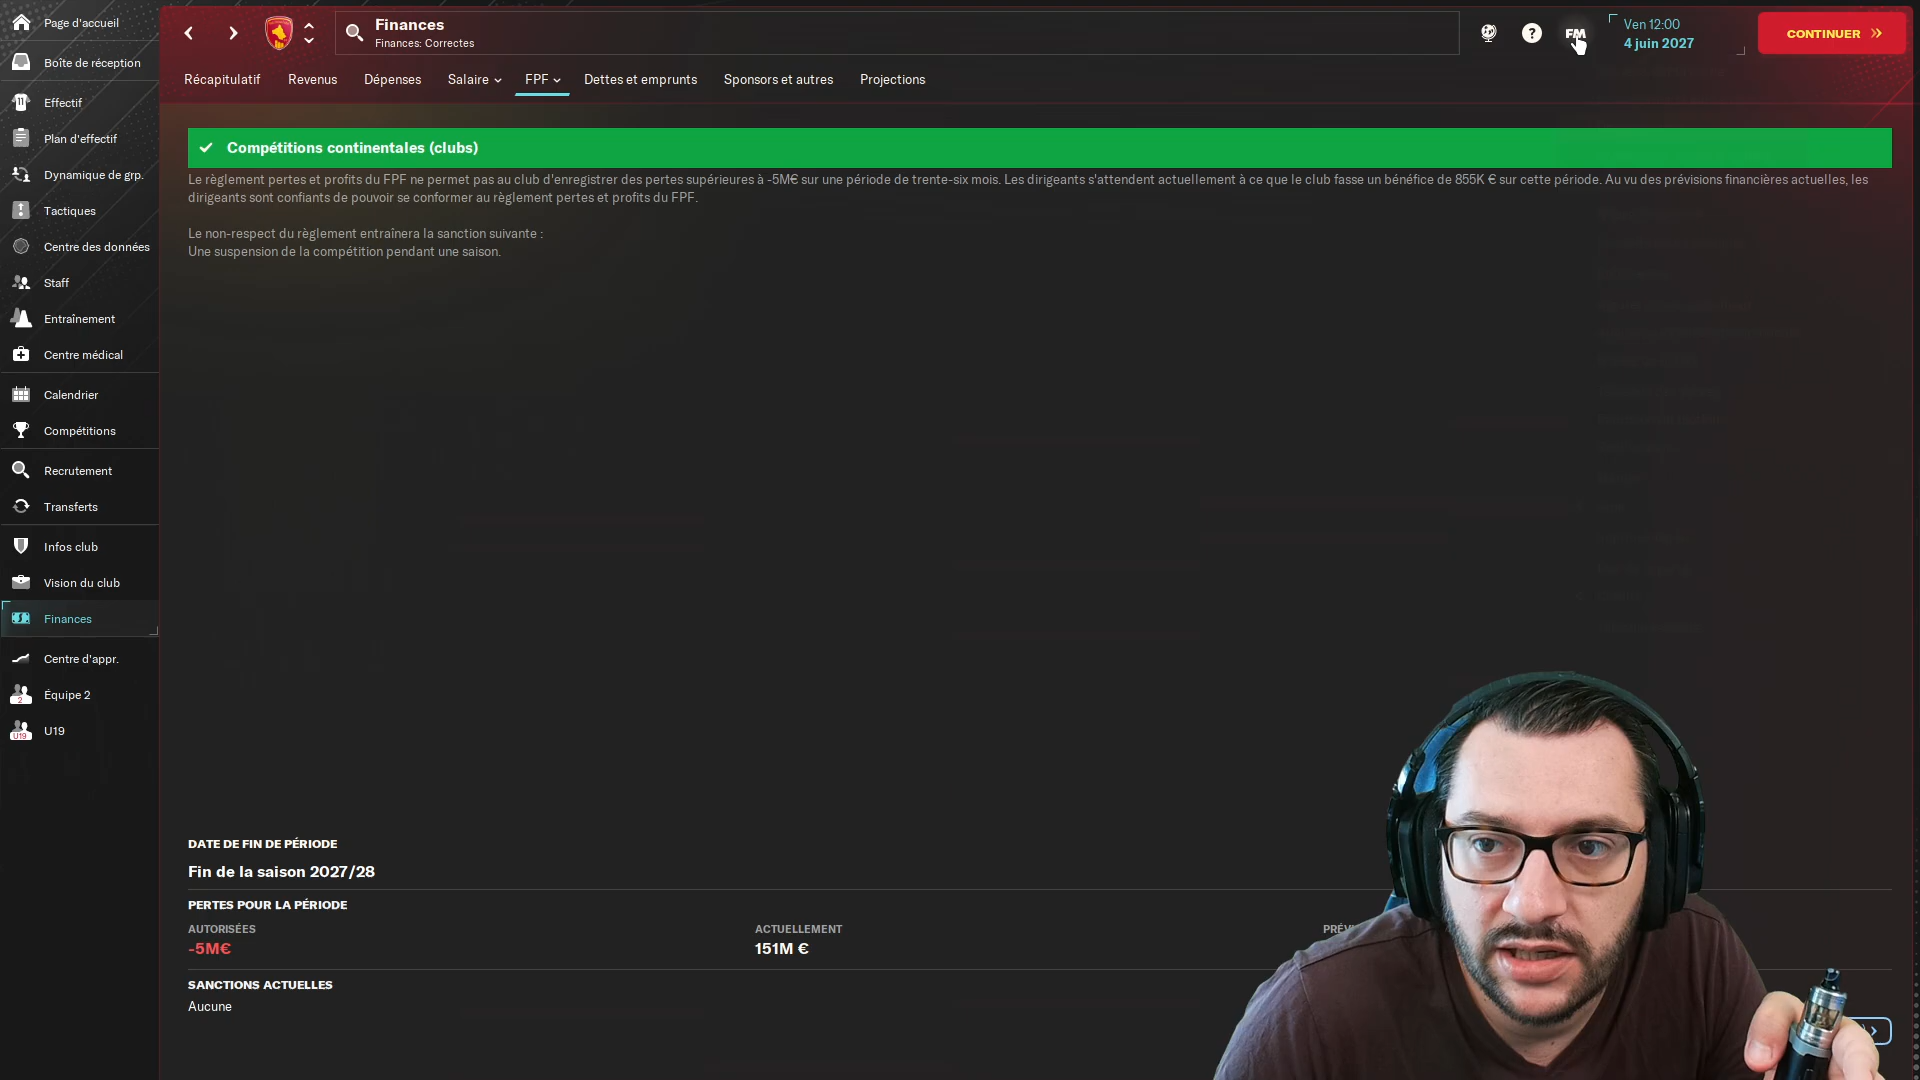 Page d'accueil
Boîte de réception
Effectif
Plan d'effectif
Dynamique de grp.
Tactiques
Centre des données
Staff
Entraînement
Centre médical
Calendrier
Compétitions
Recrutement
Transferts
Infos club
Vision du club
Finances
Centre d'appr.
2
Équipe 2
U19
U19
Finances
Finances: Correctes
?
FM
Ven 12:00
4 juin 2027
CONTINUER
Récapitulatif
Revenus
Dépenses
Salaire
FPF
Dettes et emprunts
Sponsors et autres
Projections
Compétitions continentales (clubs)
Le règlement pertes et profits du FPF ne permet pas au club d'enregistrer des pertes supérieures à -5M€ sur une période de trente-six mois. Les dirigeants s'attendent actuellement à ce que le club fasse un bénéfice de 855K € sur cette période. Au vu des prévisions financières actuelles, les
dirigeants sont confiants de pouvoir se conformer au règlement pertes et profits du FPF.
Le non-respect du règlement entraînera la sanction suivante :
Une suspension de la compétition pendant une saison.
DATE DE FIN DE PÉRIODE
Fin de la saison 2027/28
PERTES POUR LA PÉRIODE
AUTORISÉES
-5M€
ACTUELLEMENT
151M €
SANCTIONS ACTUELLES
Aucune